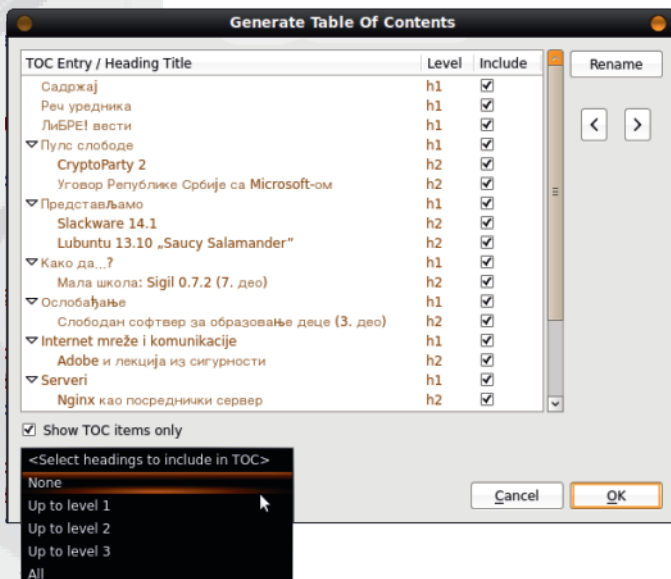 Generate Table Of Contents
TOC Entry / Heading Title Level Include
Rename
Садржај h1
Реч уредника h1
ЛиБРЕ! вести h1
< >
Пулс слободе h1
CryptoParty 2 h2
Уговор Републике Србије са Microsoft-ом h2
Представљамо h1
Slackware 14.1 h2
Lubuntu 13.10 „Saucy Salamander” h2
Како да...? h1
Мала школа: Sigil 0.7.2 (7. део) h2
Ослобађање h1
Слободан софтвер за образовање деце (3. део) h2
Internet mreže i komunikacije h1
Adobe и лекција из сигурности h2
Serveri h1
Nginx као посреднички сервер h2
Show TOC items only
<Select headings to include in TOC>
None
Up to level 1
Up to level 2
Up to level 3
All
Cancel OK